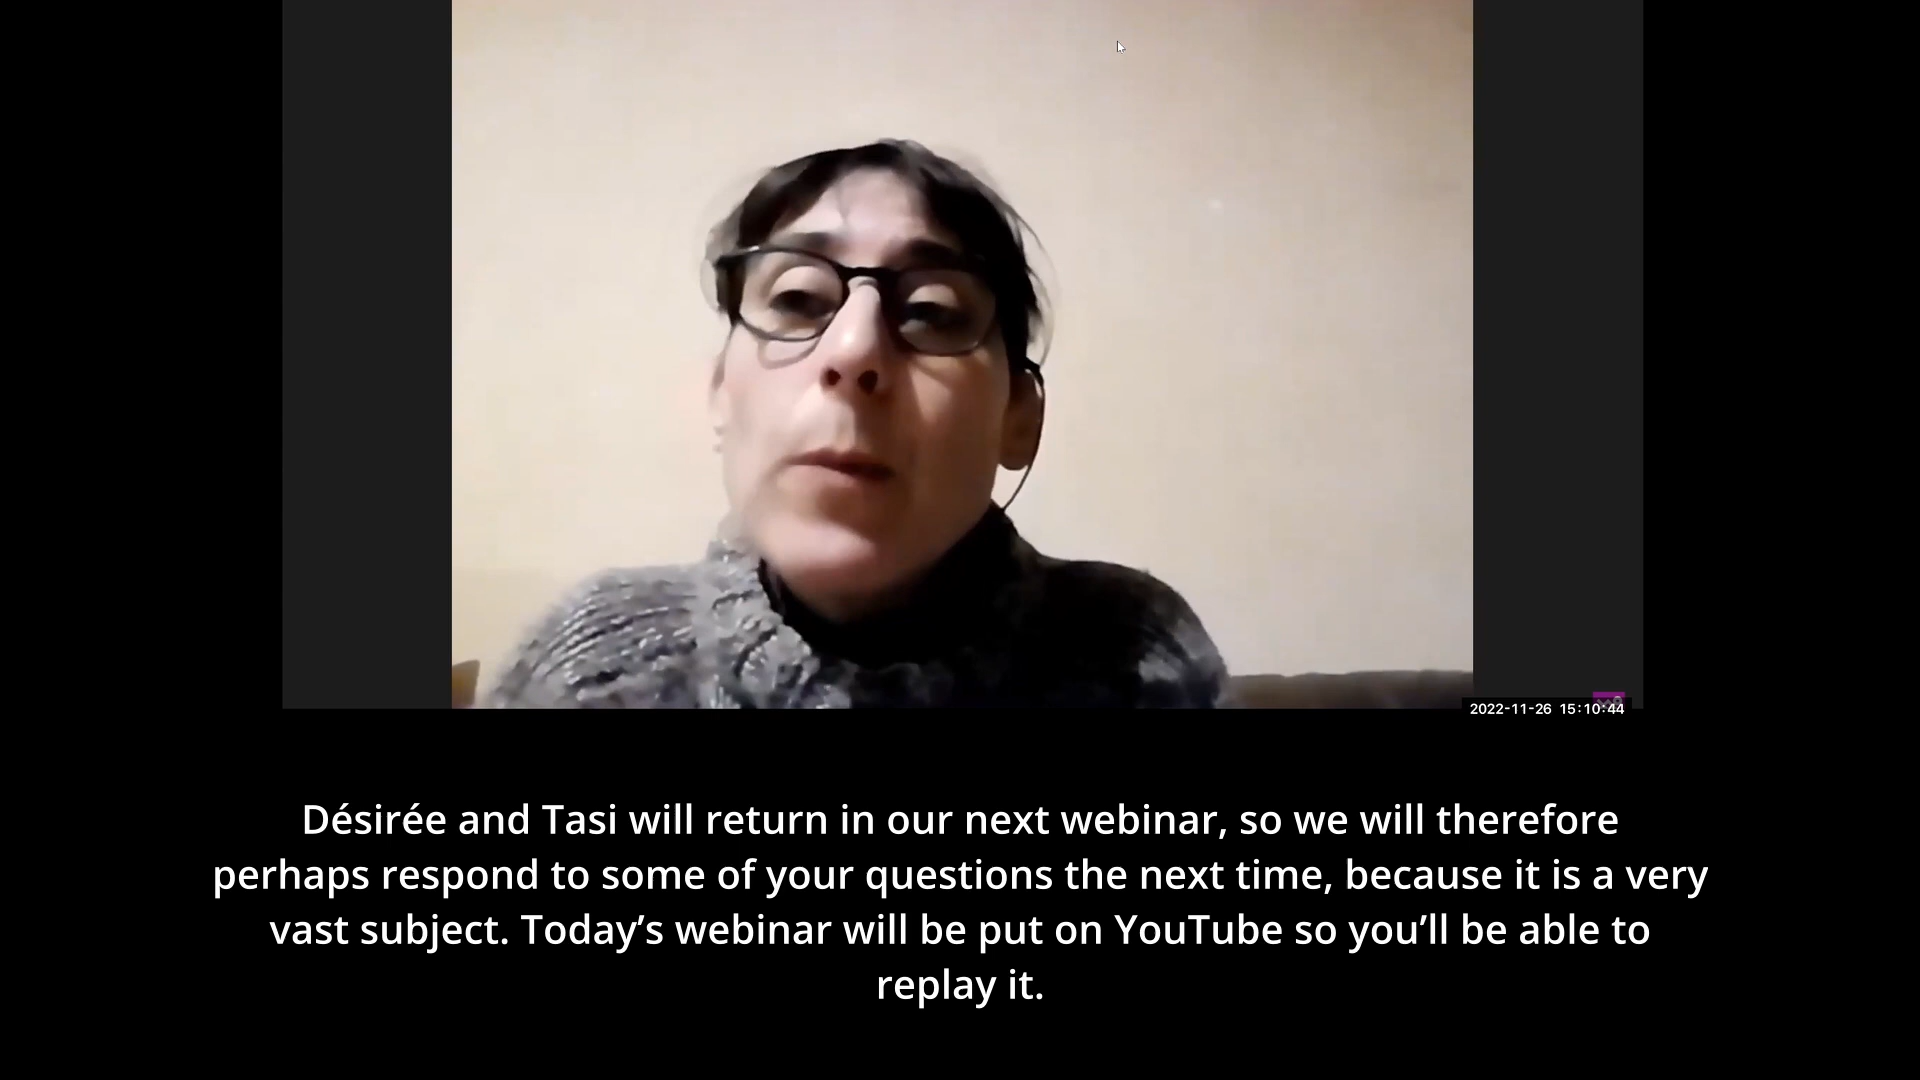 2022-11-26 15:10:44
Désirée and Tasi will return in our next webinar, so we will therefore
perhaps respond to some of your questions the next time, because it is a very
vast subject. Today’s webinar will be put on YouTube so you’ll be able to
replay it.